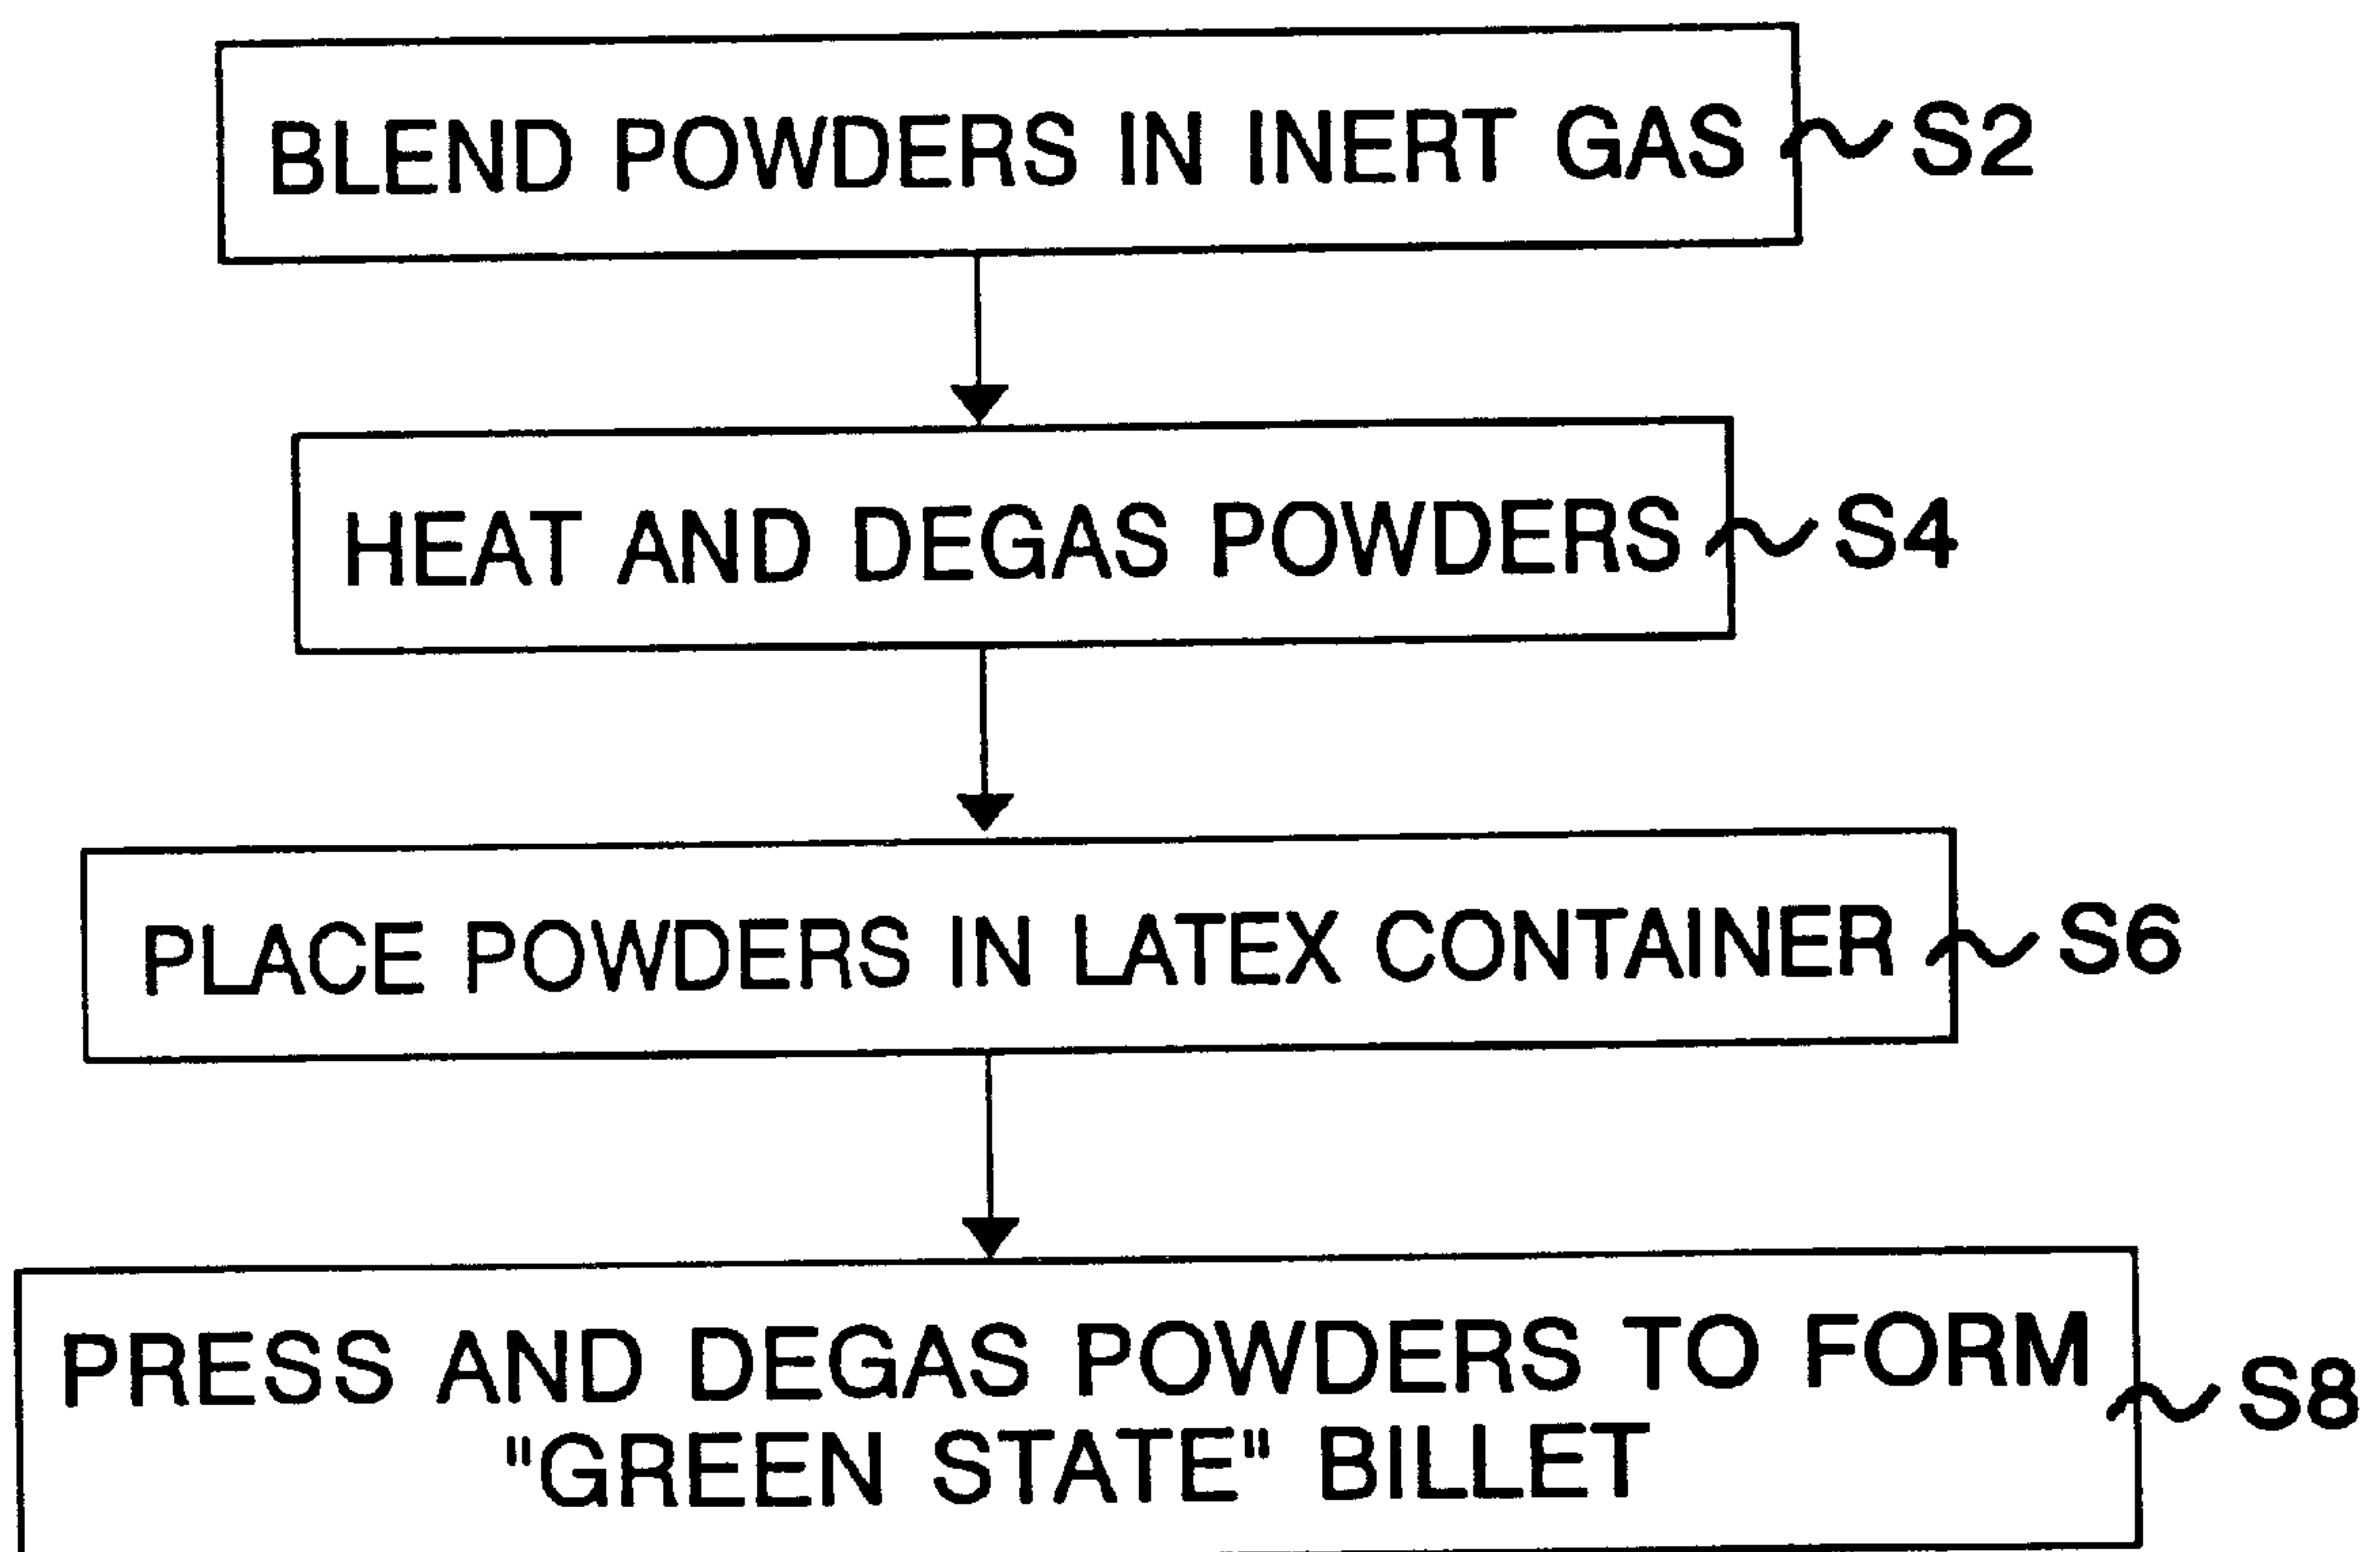 BLEND POWDERS IN INERT GAS S2
HEAT AND DEGAS POWDERS S4
PLACE POWDERS IN LATEX CONTAINER S6
PRESS AND DEGAS POWDERS TO FORM S8
"GREEN STATE" BILLET